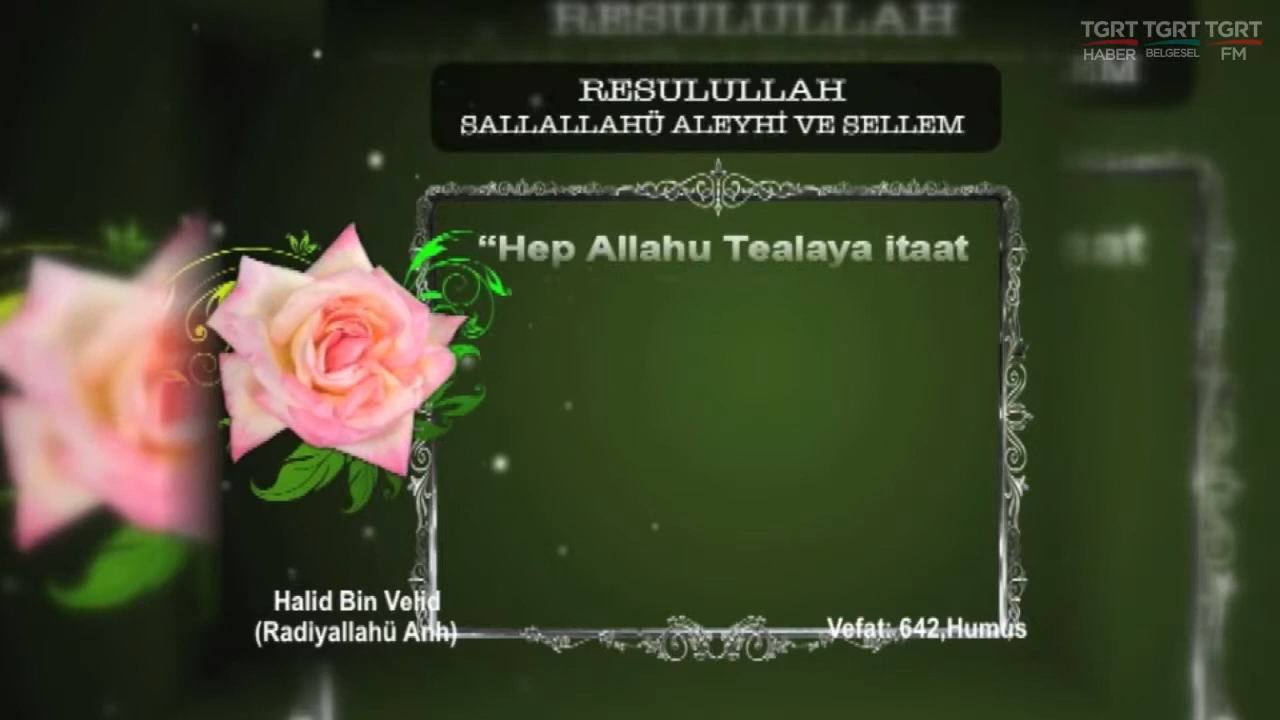 RESULULLAH
TGRT TGRT TGRT
HABER BELGESEL FM
RESULULLAH
SALLALLAHÜ ALEYHİ VE SELLEM
“Hep Allahu Tealaya itaat
Halid Bin Velid
(Radiyallahü Anh)
Vefat: 642,Humus